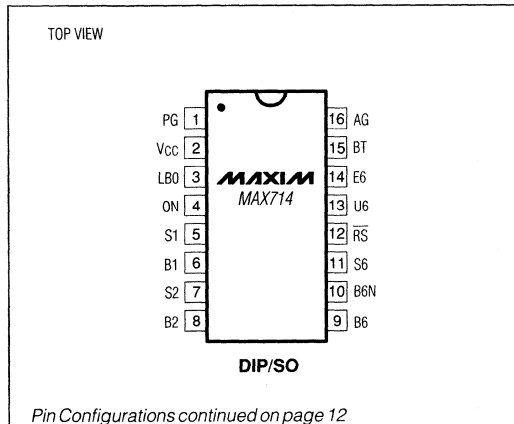 TOP VIEW
PG 1
VCC 2
LB0 3
ON 4
S1 5
B1 6
S2 7
B2 8
MAXIM
MAX714
16 AG
15 BT
14 E6
13 U6
12 R̅S̅
11 S6
10 B6N
9 B6
DIP/SO
Pin Configurations continued on page 12